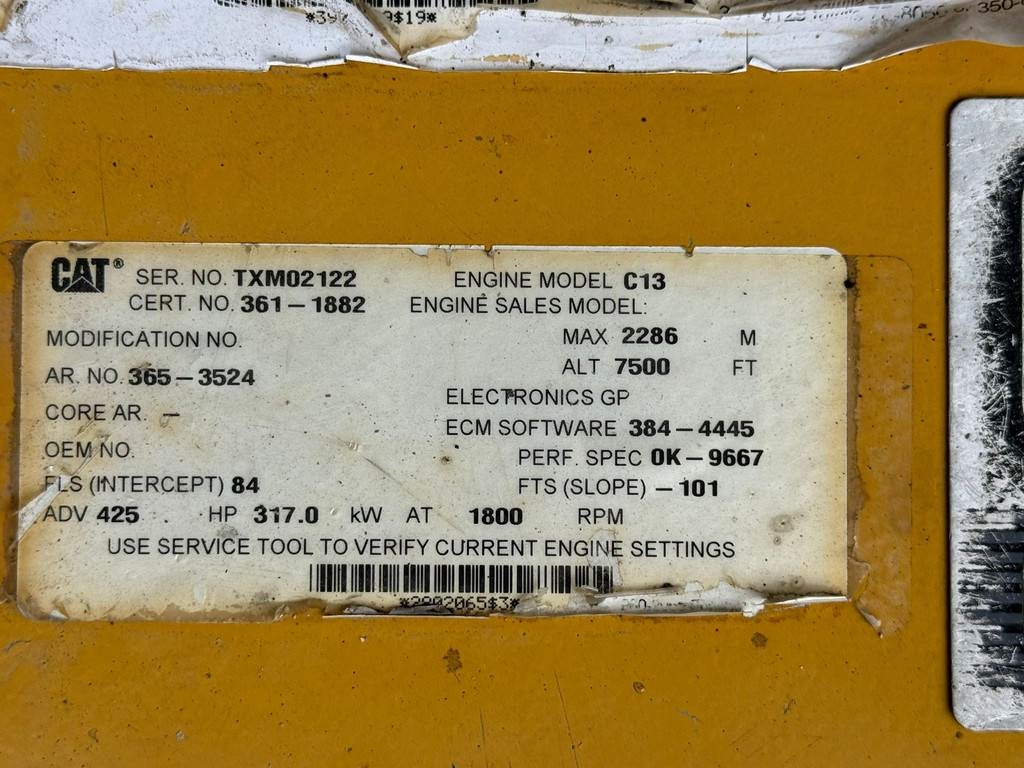 CAT® SER. NO. TXM02122 ENGINE MODEL C13
CERT. NO. 361-1882 ENGINE SALES MODEL:
MODIFICATION NO. MAX 2286 M
AR. NO. 365-3524 ALT 7500 FT
CORE AR. - ELECTRONICS GP
ECM SOFTWARE 384-4445
OEM NO. PERF. SPEC 0K-9667
FLS (INTERCEPT) 84 FTS (SLOPE) -101
ADV 425 HP 317.0 kW AT 1800 RPM
USE SERVICE TOOL TO VERIFY CURRENT ENGINE SETTINGS
*2902065$3*